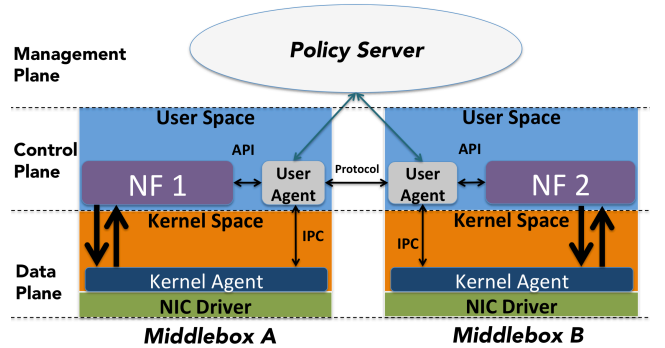 Policy Server
Management
Plane
User Space
User Space
Control
Plane
API
API
NF 1
User
Agent
Protocol
User
Agent
NF 2
Kernel Space
Kernel Space
IPC
IPC
Data
Plane
Kernel Agent
Kernel Agent
NIC Driver
NIC Driver
Middlebox A
Middlebox B